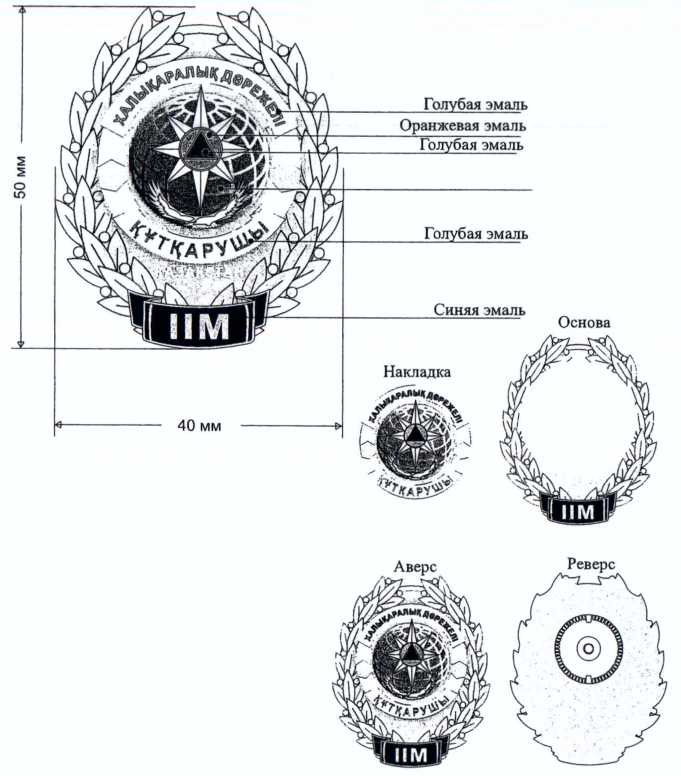 ХАЛЫҚАРАЛЫҚ ДӘРЕЖЕЛІ
ҚҰТҚАРУШЫ
ІІМ
50 мм
40 мм
Голубая эмаль
Оранжевая эмаль
Голубая эмаль
Голубая эмаль
Синяя эмаль
Накладка
ХАЛЫҚАРАЛЫҚ ДӘРЕЖЕЛІ
ҚҰТҚАРУШЫ
Основа
ІІМ
Аверс
ХАЛЫҚАРАЛЫҚ ДӘРЕЖЕЛІ
ҚҰТҚАРУШЫ
ІІМ
Реверс